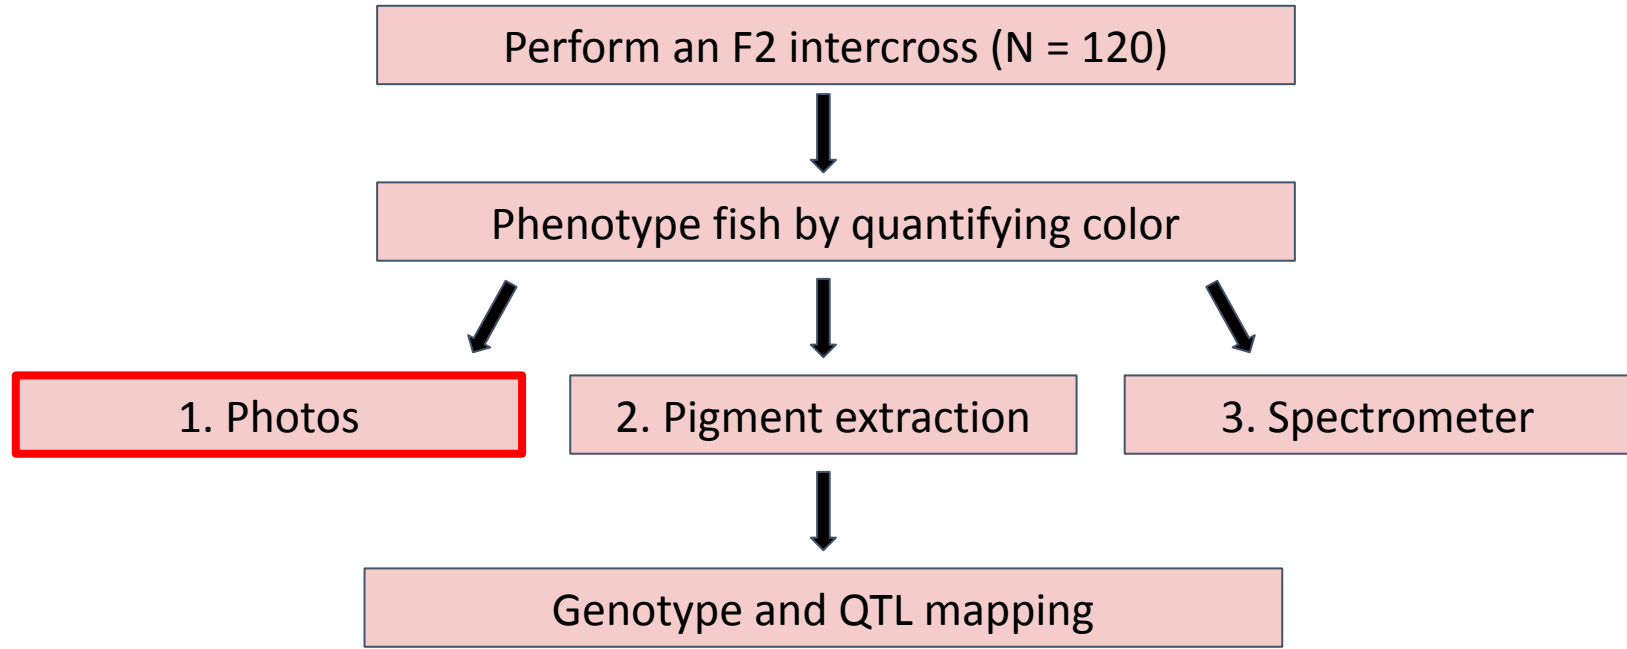 Perform an F2 intercross (N = 120)
Phenotype fish by quantifying color
1. Photos
2. Pigment extraction
3. Spectrometer
Genotype and QTL mapping